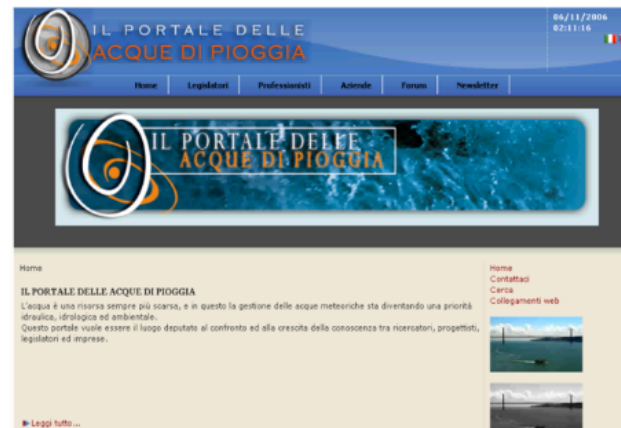 IL PORTALE DELLE
ACQUE DI PIOGGIA
06/11/2006
02:11:16
Home Legislatori Professionisti Aziende Forum Newsletter
IL PORTALE DELLE
ACQUE DI PIOGGIA
Home
IL PORTALE DELLE ACQUE DI PIOGGIA
L'acqua é una risorsa sempre più scarsa, e in questo la gestione delle acque meteoriche sta diventando una priorità
idraulica, idrologica ed ambientale.
Questo portale vuole essere il luogo deputato al confronto ed alla crescita della conoscenza tra ricercatori, progettisti,
legislatori ed imprese.
Leggi tutto ...
Home
Contattaci
Cerca
Collegamenti web